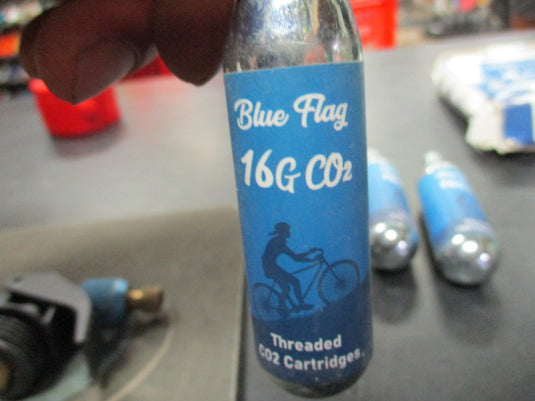 Blue Flag
16G CO2
Threaded
CO2 Cartridges